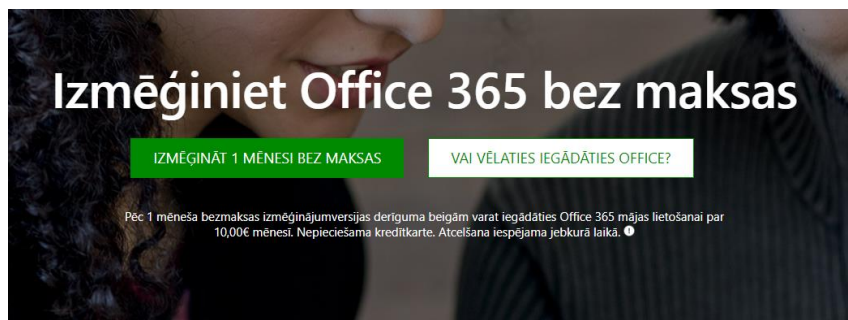 Izmēģiniet Office 365 bez maksas
IZMĒĢINĀT 1 MĒNESI BEZ MAKSAS
VAI VĒLATIES IEGĀDĀTIES OFFICE?
Pēc 1 mēneša bezmaksas izmēģinājumversijas derīguma beigām varat iegādāties Office 365 mājas lietošanai par
10,00€ mēnesī. Nepieciešama kredītkarte. Atcelšana iespējama jebkurā laikā.